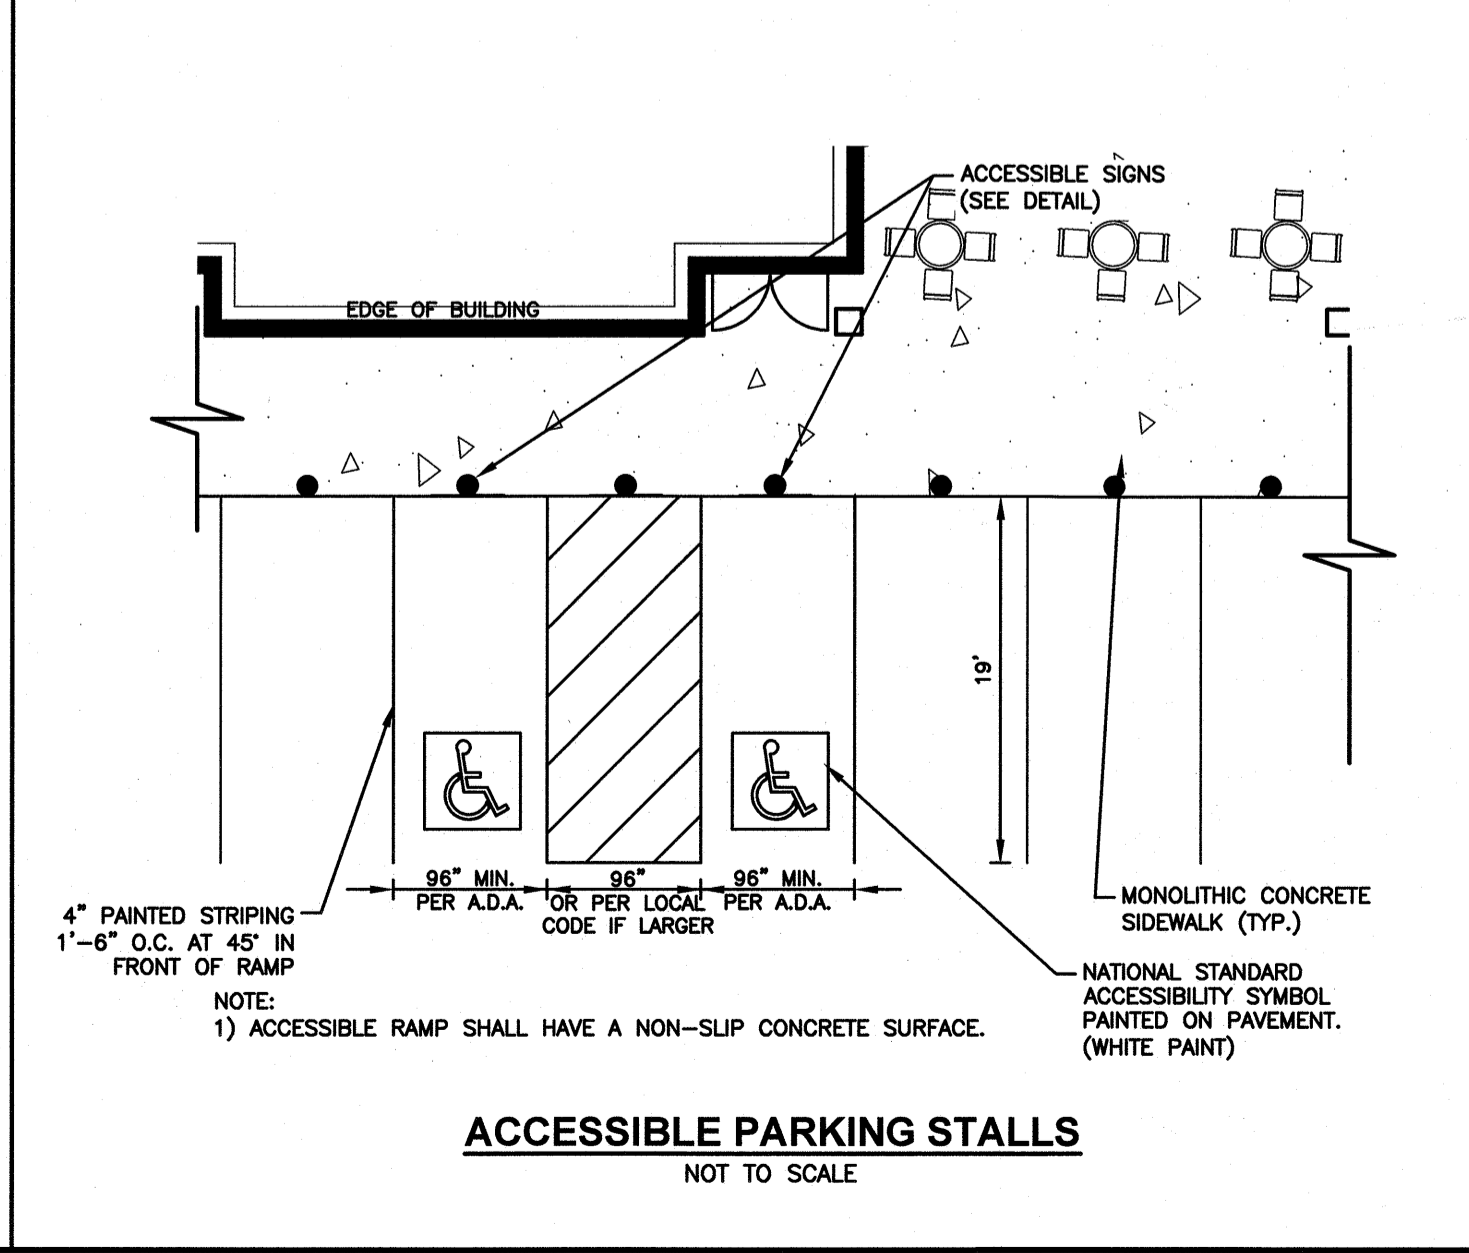 ACCESSIBLE SIGNS
(SEE DETAIL)
EDGE OF BUILDING
19'
96" MIN.
PER A.D.A.
96"
OR PER LOCAL
CODE IF LARGER
96" MIN.
PER A.D.A.
4" PAINTED STRIPING
1'-6" O.C. AT 45° IN
FRONT OF RAMP
MONOLITHIC CONCRETE
SIDEWALK (TYP.)
NATIONAL STANDARD
ACCESSIBILITY SYMBOL
PAINTED ON PAVEMENT.
(WHITE PAINT)
NOTE:
1) ACCESSIBLE RAMP SHALL HAVE A NON-SLIP CONCRETE SURFACE.
ACCESSIBLE PARKING STALLS
NOT TO SCALE